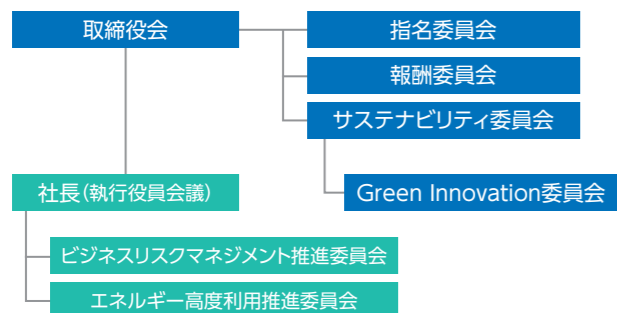 取締役会
指名委員会
報酬委員会
サステナビリティ委員会
Green Innovation委員会
社長(執行役員会議)
ビジネスリスクマネジメント推進委員会
エネルギー高度利用推進委員会